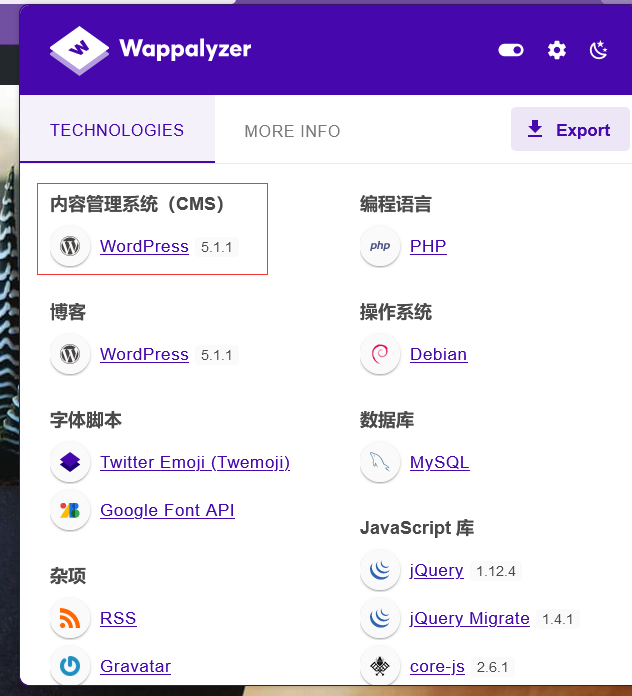 Wappalyzer
TECHNOLOGIES
MORE INFO
Export
内容管理系统（CMS）
WordPress 5.1.1
博客
WordPress 5.1.1
字体脚本
Twitter Emoji (Twemoji)
Google Font API
杂项
RSS
Gravatar
编程语言
php PHP
操作系统
Debian
数据库
MySQL
JavaScript 库
jQuery 1.12.4
jQuery Migrate 1.4.1
core-js 2.6.1